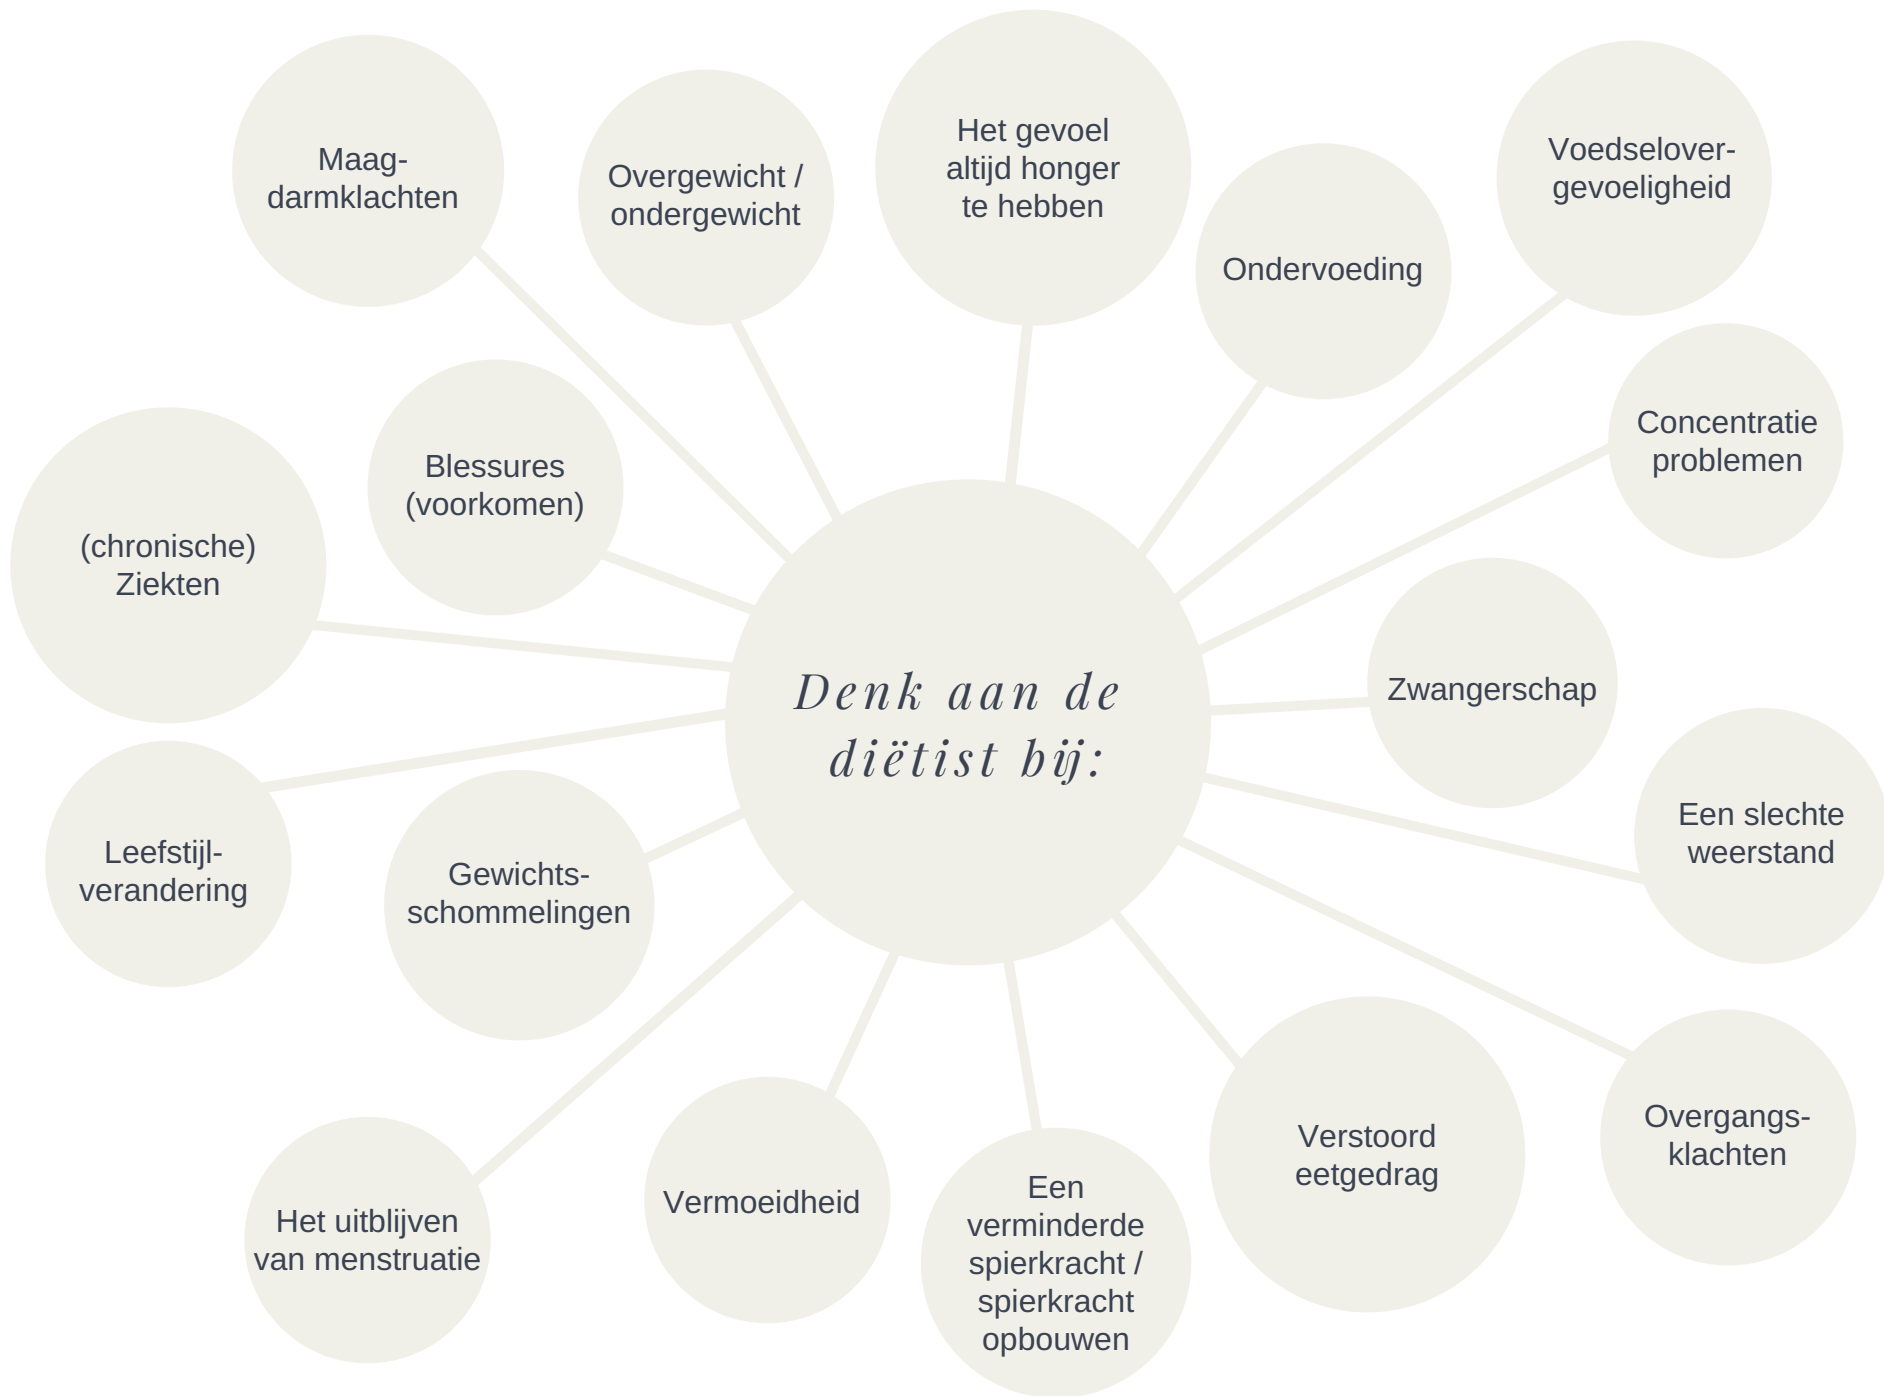 Maag-
darmklachten
Overgewicht /
ondergewicht
Het gevoel
altijd honger
te hebben
Ondervoeding
Voedselover-
gevoeligheid
Concentratie
problemen
Blessures
(voorkomen)
(chronische)
Ziekten
Denk aan de
diëtist bij:
Zwangerschap
Een slechte
weerstand
Leefstijl-
verandering
Gewichts-
schommelingen
Het uitblijven
van menstruatie
Vermoeidheid
Een
verminderde
spierkracht /
spierkracht
opbouwen
Verstoord
eetgedrag
Overgangs-
klachten